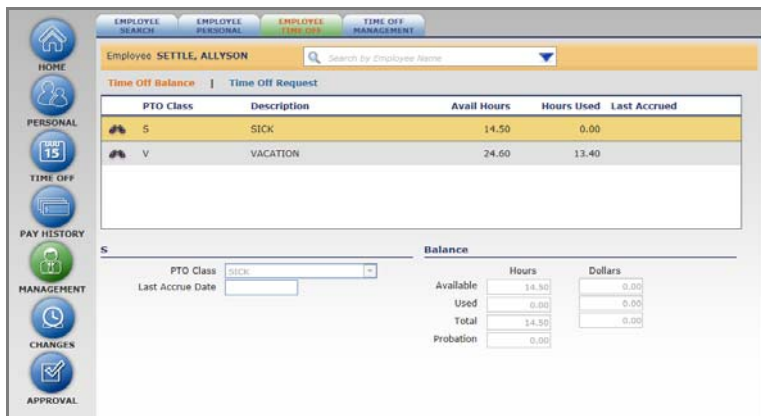 EMPLOYEE SEARCH
EMPLOYEE PERSONAL
EMPLOYEE TIME OFF
TIME OFF MANAGEMENT
HOME
PERSONAL
15
TIME OFF
PAY HISTORY
MANAGEMENT
CHANGES
APPROVAL
Employee SETTLE, ALLYSON
Search by Employee Name
Time Off Balance | Time Off Request
PTO Class Description Avail Hours Hours Used Last Accrued
S SICK 14.50 0.00
V VACATION 24.60 13.40
S
PTO Class SICK
Last Accrue Date
Balance
Hours Dollars
Available 14.50 0.00
Used 0.00 0.00
Total 14.50 0.00
Probation 0.00